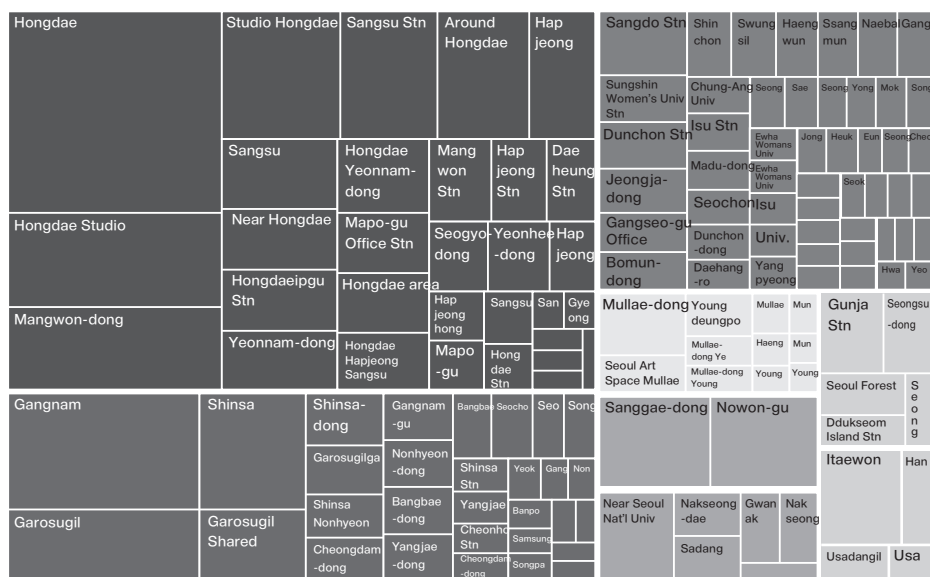 Hongdae
Studio Hongdae
Sangsu Stn
Around
Hongdae
Hap
jeong
Sangsu
Hongdae
Yeonnam-
dong
Mang
won
Stn
Hap
jeong
Stn
Dae
heung
Stn
Hongdae Studio
Near Hongdae
Mapo-gu
Office Stn
Seogyo-
dong
Yeonhee
-dong
Hap
jeong
Hongdaeipgu
Stn
Hongdae area
Hap
jeong
hong
Sangsu
San
Gye
ong
Mangwon-dong
Yeonnam-dong
Hongdae
Hapjeong
Sangsu
Mapo
-gu
Hong
dae
Stn
Sangdo Stn
Shin
chon
Swung
sil
Haeng
wun
Ssang
mun
Naebal
Gang
Sungshin
Women's Univ
Stn
Chung-Ang
Univ
Seong
Sae
Seong
Yong
Mok
Song
Dunchon Stn
Isu Stn
Ewha
Womans
Univ
Jong
Heuk
Eun
Seong
Cheo
Madu-dong
Ewha
Womans
Univ
Jeongja-
dong
Seochon
Isu
Seok
Gangseo-gu
Office
Dunchon
-dong
Univ.
Bomun-
dong
Daehang
-ro
Yang
pyeong
Hwa
Yeo
Mullae-dong
Young
deungpo
Mullae
Mun
Mullae-
dong Ye
Haeng
Mun
Seoul Art
Space Mullae
Mullae-dong
Young
Young
Young
Gunja
Stn
Seongsu
-dong
Seoul Forest
S
e
o
n
g
Ddukseom
Island Stn
Gangnam
Shinsa
Shinsa-
dong
Gangnam
-gu
Bangbae
Seocho
Seo
Song
Garosugilga
Nonhyeon
-dong
Shinsa
Stn
Yeok
Gang
Non
Garosugil
Garosugil
Shared
Shinsa
Nonhyeon
Bangbae
-dong
Yangjae
Banpo
Cheonho
Stn
Samsung
Cheongdam
-dong
Yangjae
-dong
Cheongdam
-dong
Songpa
Sanggae-dong
Nowon-gu
Itaewon
Han
Near Seoul
Nat'l Univ
Nakseong
-dae
Gwan
ak
Nak
seong
Sadang
Usadangil
Usa